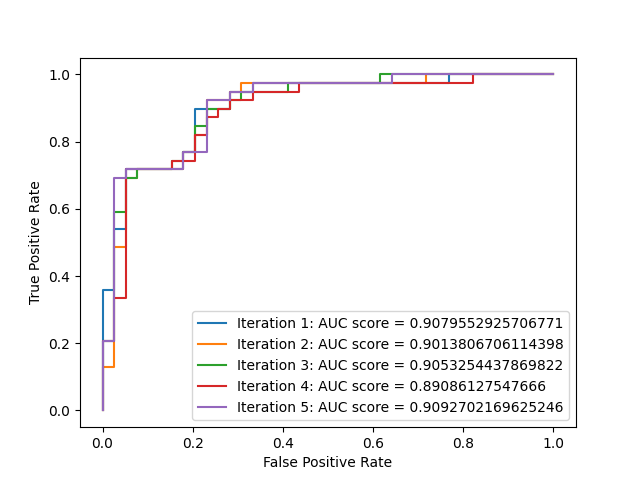 1.0
0.8
0.6
0.4
0.2
0.0
True Positive Rate
Iteration 1: AUC score = 0.9079552925706771
Iteration 2: AUC score = 0.9013806706114398
Iteration 3: AUC score = 0.9053254437869822
Iteration 4: AUC score = 0.89086127547666
Iteration 5: AUC score = 0.9092702169625246
0.0 0.2 0.4 0.6 0.8 1.0
False Positive Rate